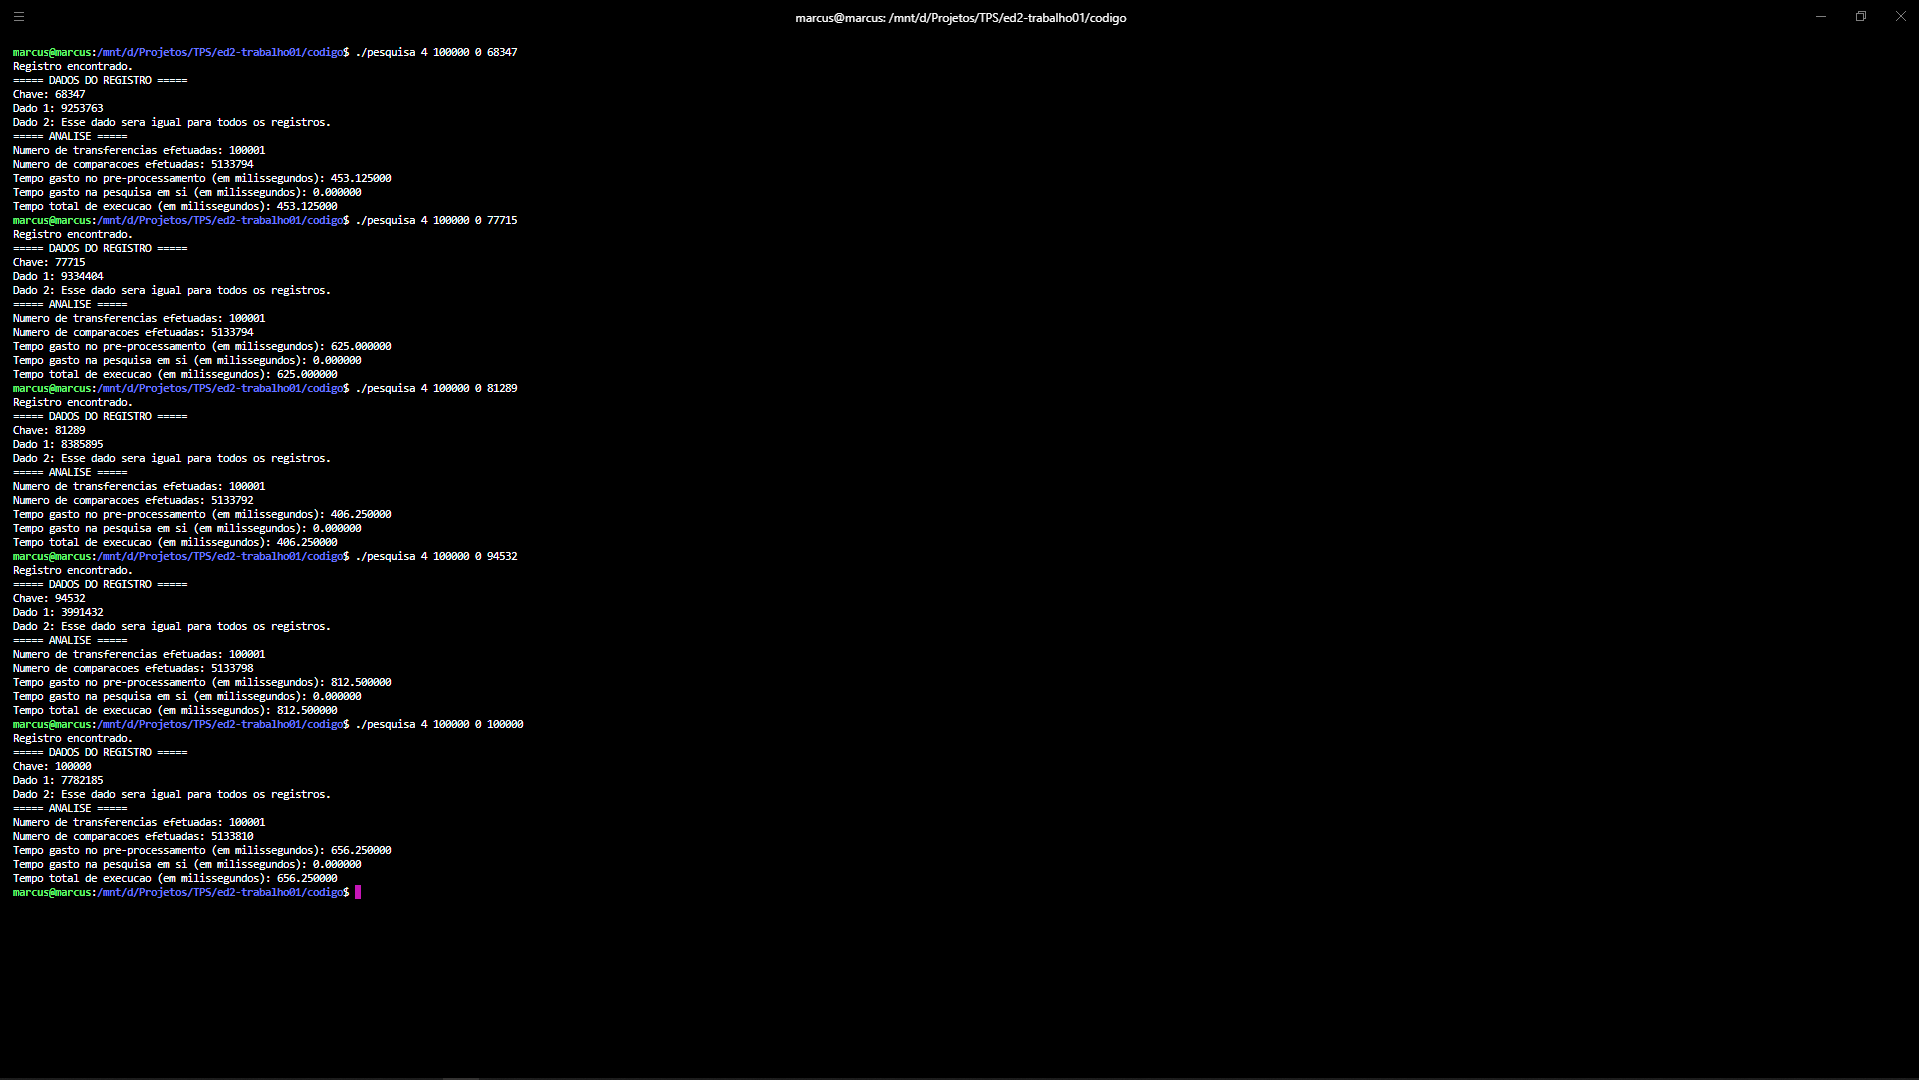 marcus@marcus: /mnt/d/Projetos/TPS/ed2-trabalho01/codigo
marcus@marcus:/mnt/d/Projetos/TPS/ed2-trabalho01/codigo$ ./pesquisa 4 100000 0 68347
Registro encontrado.
===== DADOS DO REGISTRO =====
Chave: 68347
Dado 1: 9253763
Dado 2: Esse dado sera igual para todos os registros.
===== ANALISE =====
Numero de transferências efetuadas: 100001
Numero de comparacoes efetuadas: 5133794
Tempo gasto no pre-processamento (em milissegundos): 453.125000
Tempo gasto na pesquisa em si (em milissegundos): 0.000000
Tempo total de execucao (em milissegundos): 453.125000
marcus@marcus:/mnt/d/Projetos/TPS/ed2-trabalho01/codigo$ ./pesquisa 4 100000 0 77715
Registro encontrado.
===== DADOS DO REGISTRO =====
Chave: 77715
Dado 1: 9334404
Dado 2: Esse dado sera igual para todos os registros.
===== ANALISE =====
Numero de transferencias efetuadas: 100001
Numero de comparacoes efetuadas: 5133794
Tempo gasto no pre-processamento (em milissegundos): 625.000000
Tempo gasto na pesquisa em si (em milissegundos): 0.000000
Tempo total de execucao (em milissegundos): 625.000000
marcus@marcus:/mnt/d/Projetos/TPS/ed2-trabalho01/codigo$ ./pesquisa 4 100000 0 81289
Registro encontrado.
===== DADOS DO REGISTRO =====
Chave: 81289
Dado 1: 8385895
Dado 2: Esse dado sera igual para todos os registros.
===== ANALISE =====
Numero de transferencias efetuadas: 100001
Numero de comparacoes efetuadas: 5133792
Tempo gasto no pre-processamento (em milissegundos): 406.250000
Tempo gasto na pesquisa em si (em milissegundos): 0.000000
Tempo total de execucao (em milissegundos): 406.250000
marcus@marcus:/mnt/d/Projetos/TPS/ed2-trabalho01/codigo$ ./pesquisa 4 100000 0 94532
Registro encontrado.
===== DADOS DO REGISTRO =====
Chave: 94532
Dado 1: 3991432
Dado 2: Esse dado sera igual para todos os registros.
===== ANALISE =====
Numero de transferencias efetuadas: 100001
Numero de comparacoes efetuadas: 5133798
Tempo gasto no pre-processamento (em milissegundos): 812.500000
Tempo gasto na pesquisa em si (em milissegundos): 0.000000
Tempo total de execucao (em milissegundos): 812.500000
marcus@marcus:/mnt/d/Projetos/TPS/ed2-trabalho01/codigo$ ./pesquisa 4 100000 0 100000
Registro encontrado.
===== DADOS DO REGISTRO =====
Chave: 100000
Dado 1: 7782185
Dado 2: Esse dado sera igual para todos os registros.
===== ANALISE =====
Numero de transferencias efetuadas: 100001
Numero de comparacoes efetuadas: 5133810
Tempo gasto no pre-processamento (em milissegundos): 656.250000
Tempo gasto na pesquisa em si (em milissegundos): 0.000000
Tempo total de execucao (em milissegundos): 656.250000
marcus@marcus:/mnt/d/Projetos/TPS/ed2-trabalho01/codigo$